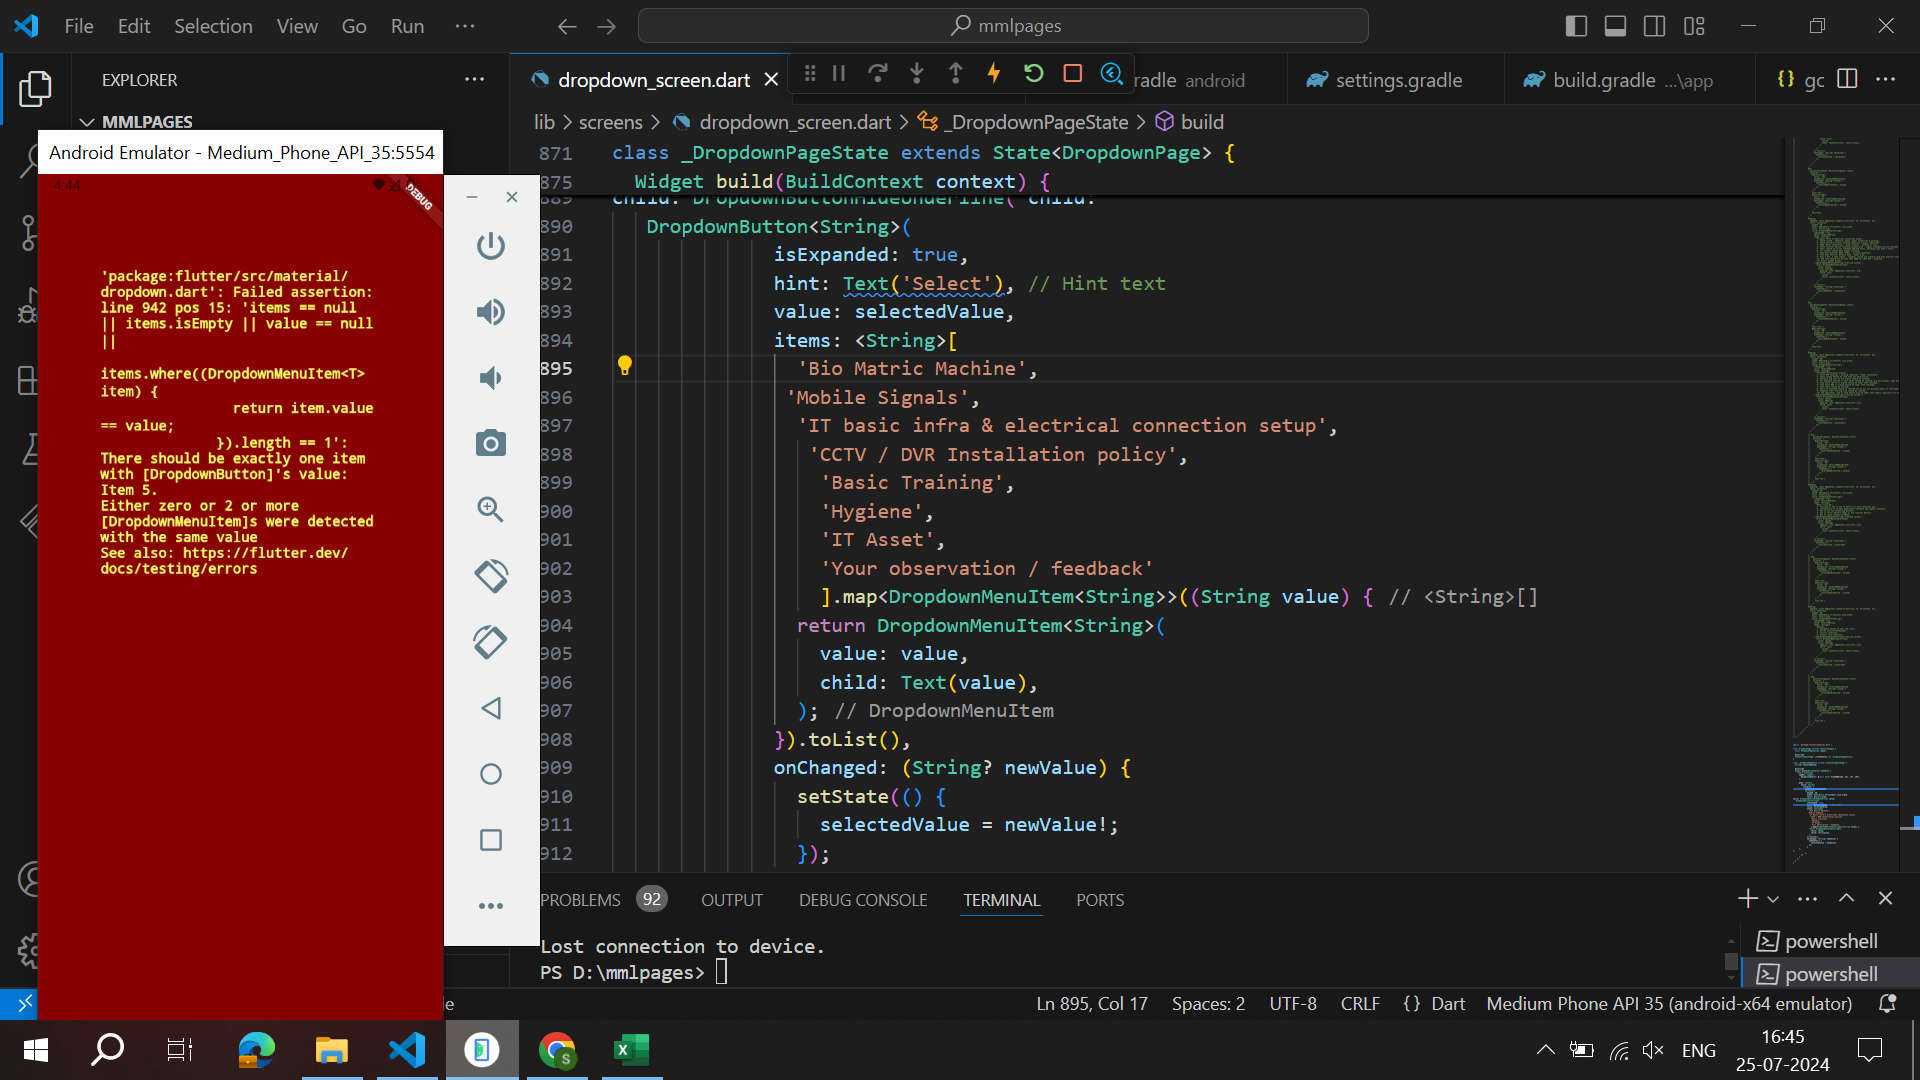 File Edit Selection View Go Run ···
mmlpages
EXPLORER
MMLPAGES
dropdown_screen.dart
radle android
settings.gradle
build.gradle ...\app
{} gc
lib > screens > dropdown_screen.dart > _DropdownPageState > build
871 class _DropdownPageState extends State<DropdownPage> {
875 Widget build(BuildContext context) {
889 child: DropdownButtonHideUnderline( child:
890 DropdownButton<String>(
891 isExpanded: true,
892 hint: Text('Select'), // Hint text
893 value: selectedValue,
894 items: <String>[
895 'Bio Matric Machine',
896 'Mobile Signals',
897 'IT basic infra & electrical connection setup',
898 'CCTV / DVR Installation policy',
899 'Basic Training',
900 'Hygiene',
901 'IT Asset',
902 'Your observation / feedback'
903 ].map<DropdownMenuItem<String>>((String value) { // <String>[]
904 return DropdownMenuItem<String>(
905 value: value,
906 child: Text(value),
907 ); // DropdownMenuItem
908 }).toList(),
909 onChanged: (String? newValue) {
910 setState(() {
911 selectedValue = newValue!;
912 });
Android Emulator - Medium_Phone_API_35:5554
4:44
DEBUG
'package:flutter/src/material/
dropdown.dart': Failed assertion:
line 942 pos 15: 'items == null
|| items.isEmpty || value == null
||
items.where((DropdownMenuItem<T>
item) {
return item.value
== value;
}).length == 1':
There should be exactly one item
with [DropdownButton]'s value:
Item 5.
Either zero or 2 or more
[DropdownMenuItem]s were detected
with the same value
See also: https://flutter.dev/
docs/testing/errors
PROBLEMS 92 OUTPUT DEBUG CONSOLE TERMINAL PORTS
Lost connection to device.
PS D:\mmlpages>
powershell
powershell
Ln 895, Col 17 Spaces: 2 UTF-8 CRLF {} Dart Medium Phone API 35 (android-x64 emulator)
S
ENG
16:45
25-07-2024